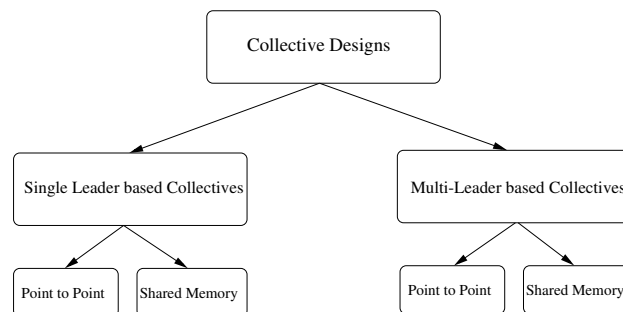 Collective Designs
Single Leader based Collectives
Multi-Leader based Collectives
Point to Point
Shared Memory
Point to Point
Shared Memory